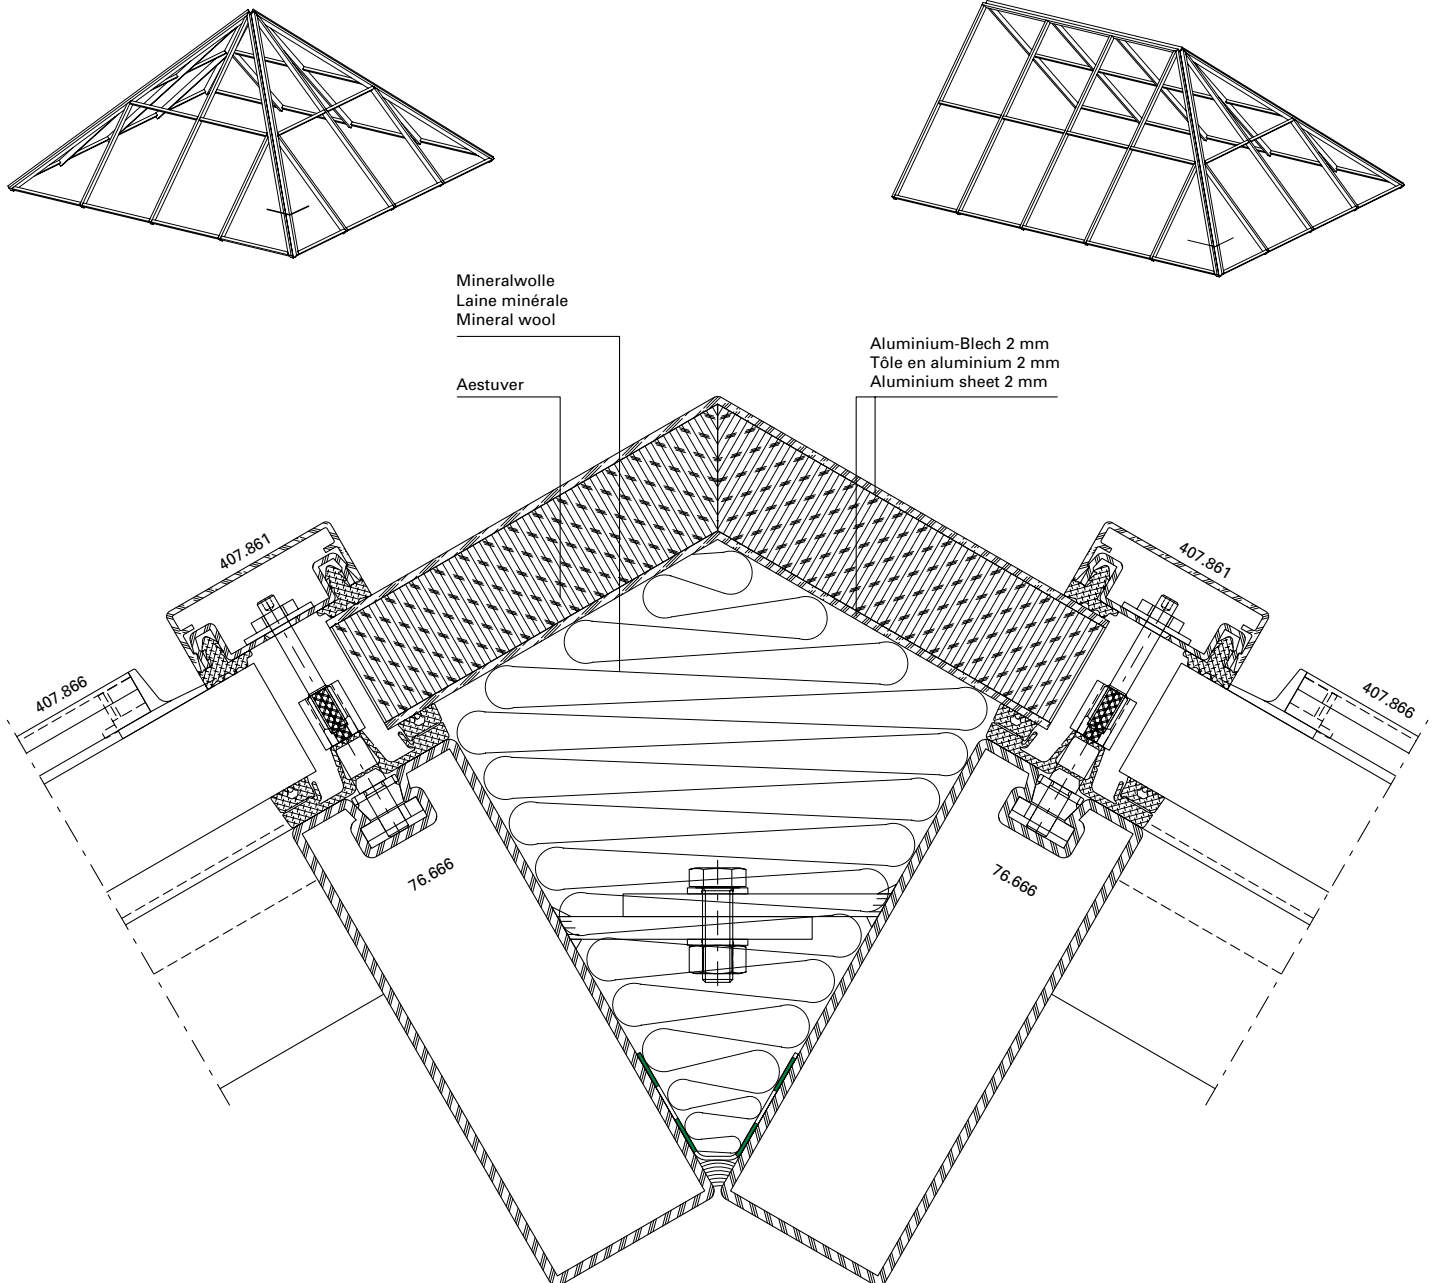 Mineralwolle
Laine minérale
Mineral wool
Aluminium-Blech 2 mm
Tôle en aluminium 2 mm
Aluminium sheet 2 mm
Aestuver
407.861
407.861
407.866
407.866
76.666
76.666